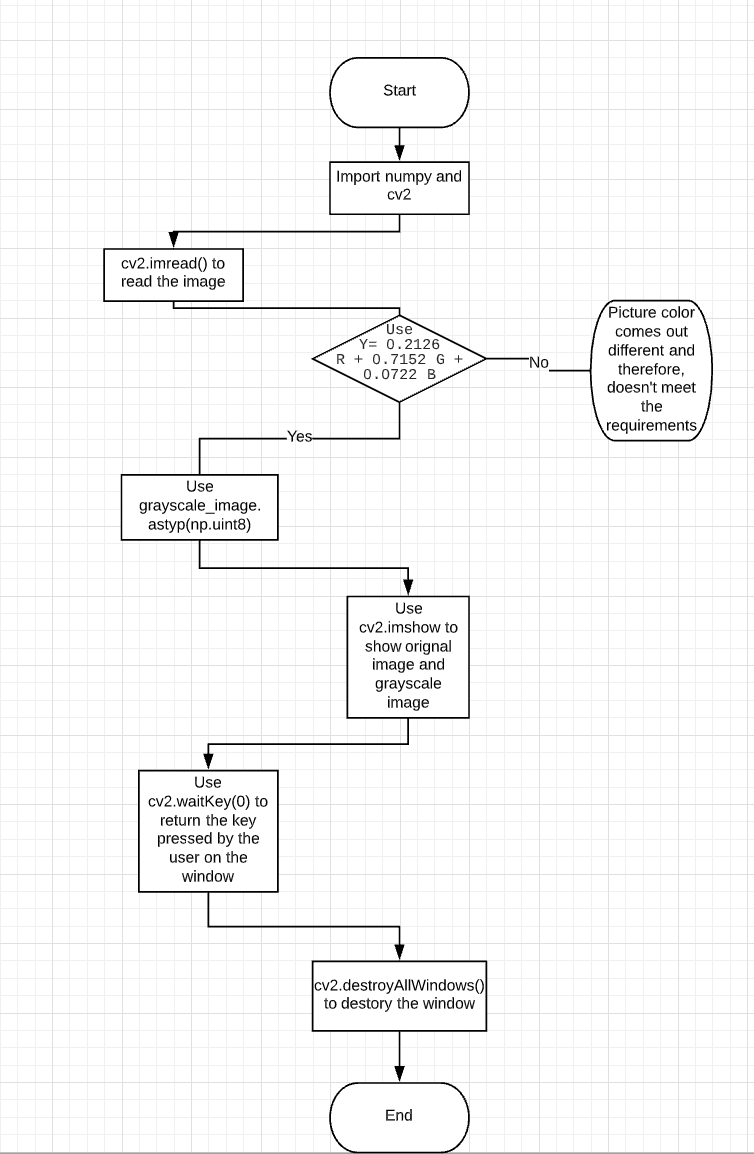 Start
Import numpy and
cv2
cv2.imread() to
read the image
Use
Y= 0.2126
R + 0.7152 G +
0.0722 B
No
Picture color
comes out
different and
therefore,
doesn't meet
the
requirements
Yes
Use
grayscale_image.
astyp(np.uint8)
Use
cv2.imshow to
show orignal
image and
grayscale
image
Use
cv2.waitKey(0) to
return the key
pressed by the
user on the
window
cv2.destroyAllWindows()
to destory the window
End